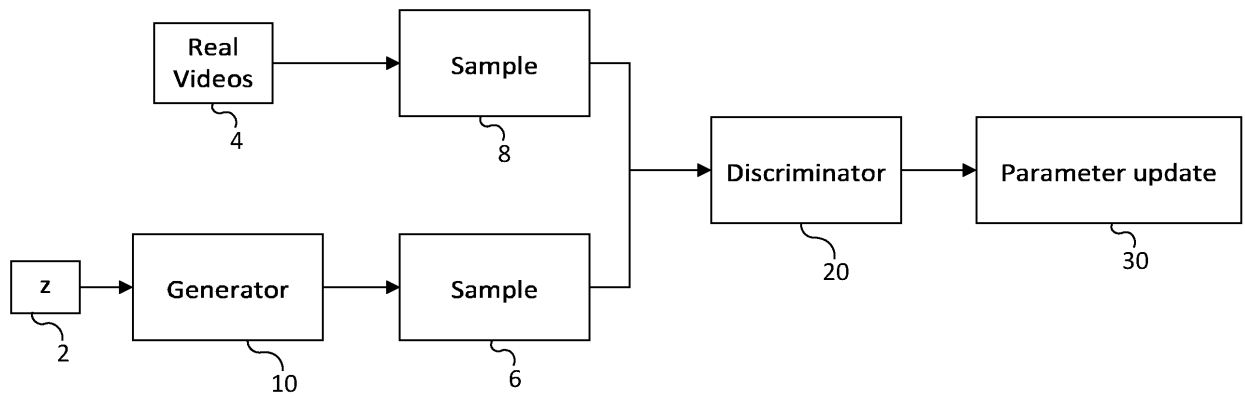 Real
Videos
4
Sample
8
Discriminator
20
Parameter update
30
z
2
Generator
10
Sample
6